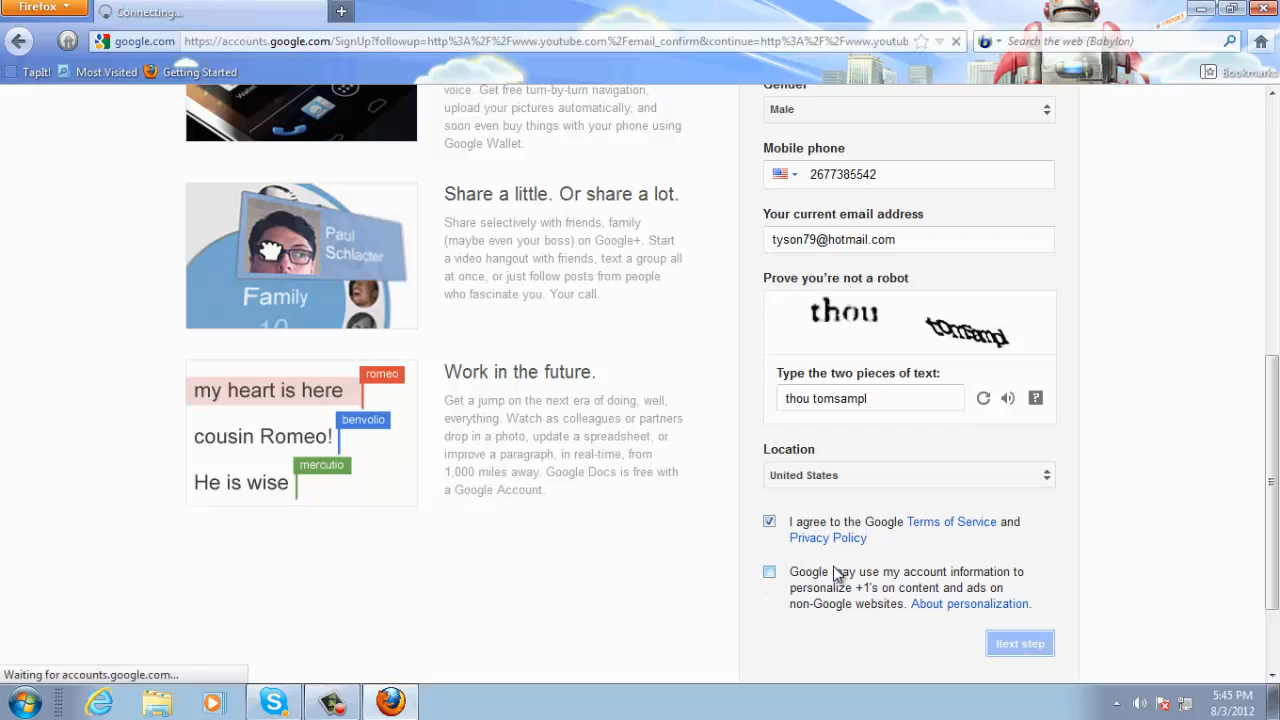 Firefox
Connecting...
google.com
https://accounts.google.com/SignUp?followup=http%3A%2F%2Fwww.youtube.com%2Femail_confirm&continue=http%3A%2F%2Fwww.youtub
Search the web (Babylon)
TapIt!
Most Visited
Getting Started
Bookmarks
voice. Get free turn-by-turn navigation,
upload your pictures automatically, and
soon even buy things with your phone using
Google Wallet.
Share a little. Or share a lot.
Share selectively with friends, family
(maybe even your boss) on Google+. Start
a video hangout with friends, text a group all
at once, or just follow posts from people
who fascinate you. Your call.
Paul
Schlacter
Family
10
Work in the future.
Get a jump on the next era of doing, well,
everything. Watch as colleagues or partners
drop in a photo, update a spreadsheet, or
improve a paragraph, in real-time, from
1,000 miles away. Google Docs is free with
a Google Account.
romeo
my heart is here
benvolio
cousin Romeo!
mercutio
He is wise
Gender
Male
Mobile phone
2677385542
Your current email address
tyson79@hotmail.com
Prove you're not a robot
thou tomsampl
Type the two pieces of text:
thou tomsampl
Location
United States
I agree to the Google Terms of Service and
Privacy Policy
Google may use my account information to
personalize +1's on content and ads on
non-Google websites. About personalization.
Next step
Waiting for accounts.google.com...
5:45 PM
8/3/2012